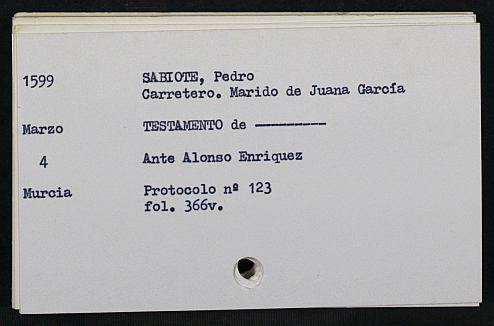 1599 SABIOTE, Pedro
Carretero. Marido de Juana García
Marzo TESTAMENTO de ---------
4 Ante Alonso Enriquez
Murcia Protocolo nº 123
fol. 366v.